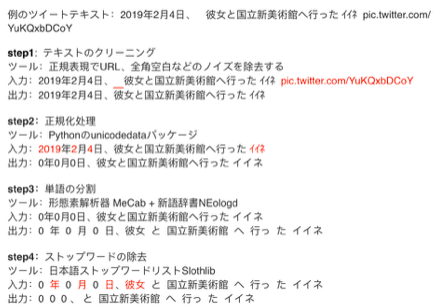 例のツイートテキスト：2019年2月4日、　彼女と国立新美術館へ行った ｲｲﾈ pic.twitter.com/
YuKQxbDCoY
step1：テキストのクリーニング
ツール：正規表現でURL、全角空白などのノイズを除去する
入力：2019年2月4日、　彼女と国立新美術館へ行った ｲｲﾈ pic.twitter.com/YuKQxbDCoY
出力：2019年2月4日、彼女と国立新美術館へ行った ｲｲﾈ
step2：正規化処理
ツール：Pythonのunicodedataパッケージ
入力：2019年2月4日、彼女と国立新美術館へ行った ｲｲﾈ
出力：0年0月0日、彼女と国立新美術館へ行った イイネ
step3：単語の分割
ツール：形態素解析器 MeCab + 新語辞書NEologd
入力：0年0月0日、彼女と国立新美術館へ行った イイネ
出力：0 年 0 月 0 日、彼女 と 国立新美術館 へ 行っ た イイネ
step4：ストップワードの除去
ツール：日本語ストップワードリストSlothlib
入力：0 年 0 月 0 日、彼女 と 国立新美術館 へ 行っ た イイネ
出力：0 0 0 、と 国立新美術館 へ 行っ た イイネ